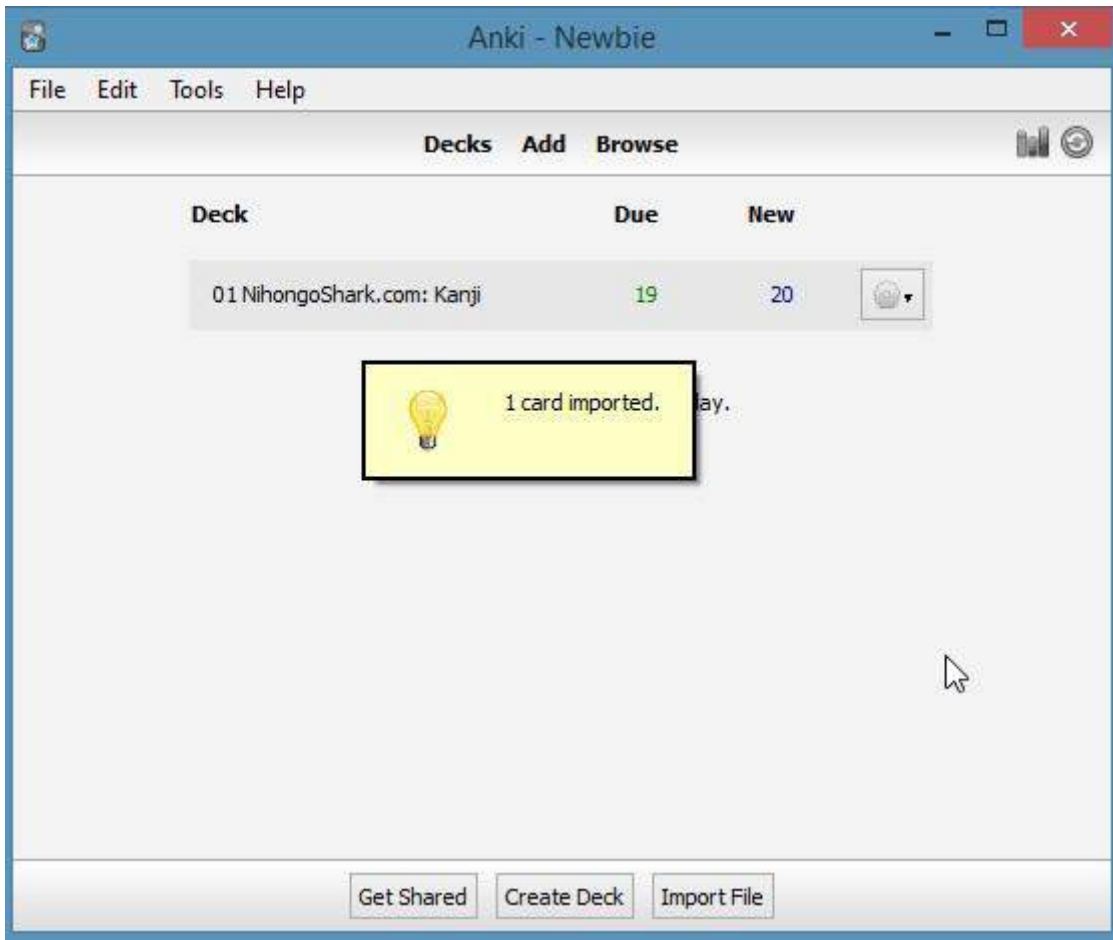 Anki - Newbie
File Edit Tools Help
Decks Add Browse
Deck Due New
01 NihongoShark.com: Kanji 19 20
1 card imported. lay.
Get Shared Create Deck Import File